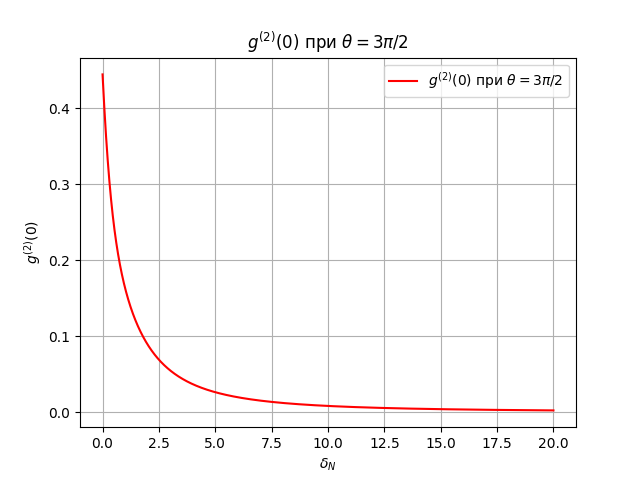 g^{(2)}(0) при θ = 3π/2
g^{(2)}(0) при θ = 3π/2
g^{(2)}(0)
0.4
0.3
0.2
0.1
0.0
0.0 2.5 5.0 7.5 10.0 12.5 15.0 17.5 20.0
δ_N